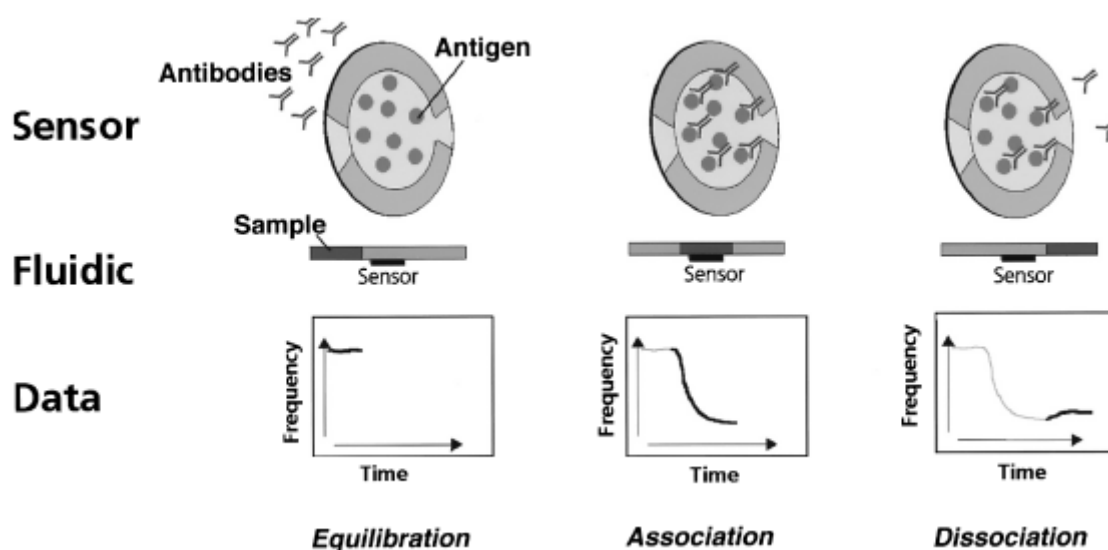 Antibodies
Antigen
Sensor
Sample
Fluidic
Sensor
Sensor
Sensor
Data
Frequency
Time
Frequency
Time
Frequency
Time
Equilibration
Association
Dissociation